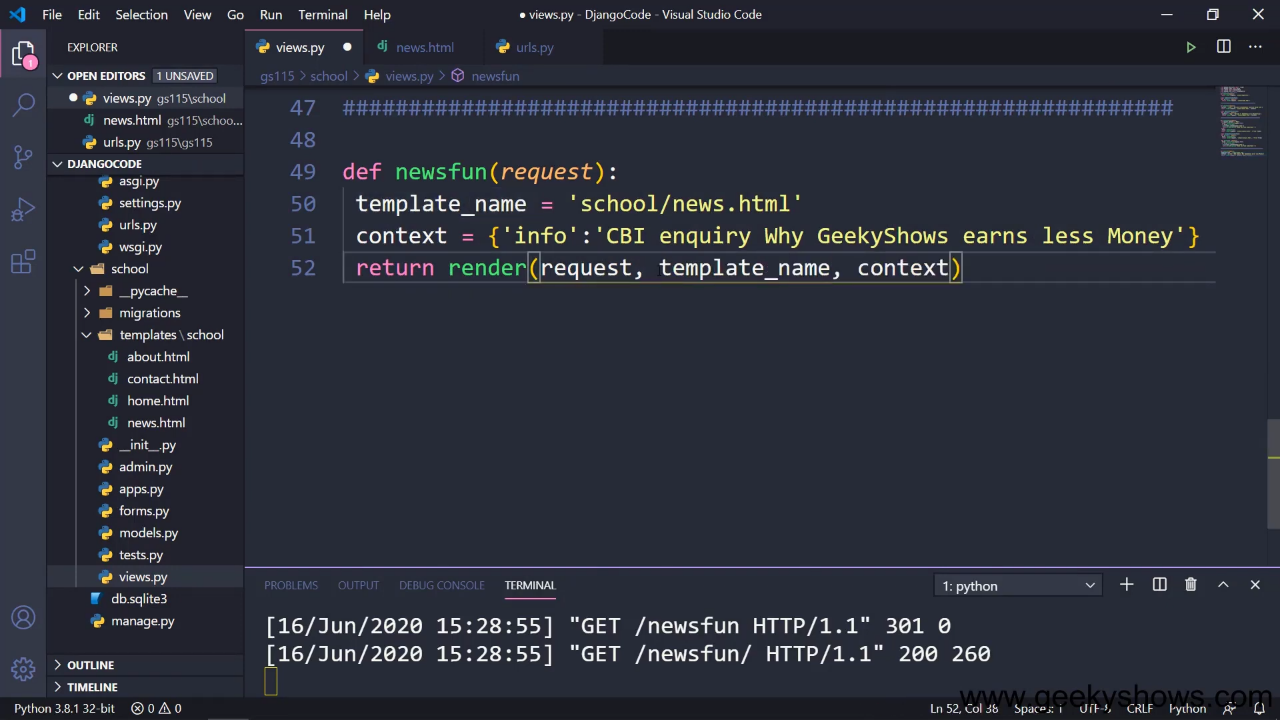 File Edit Selection View Go Run Terminal Help
● views.py - DjangoCode - Visual Studio Code
EXPLORER
views.py
news.html
urls.py
OPEN EDITORS 1 UNSAVED
gs115 > school > views.py > newsfun
views.py gs115\school
news.html gs115\schoo...
urls.py gs115\gs115
DJANGOCODE
asgi.py
settings.py
urls.py
wsgi.py
school
__pycache__
migrations
templates \ school
about.html
contact.html
home.html
news.html
__init__.py
admin.py
apps.py
forms.py
models.py
tests.py
views.py
db.sqlite3
manage.py
OUTLINE
TIMELINE
47 ###############################################################
48
49 def newsfun(request):
50 template_name = 'school/news.html'
51 context = {'info':'CBI enquiry Why GeekyShows earns less Money'}
52 return render(request, template_name, context)
PROBLEMS OUTPUT DEBUG CONSOLE TERMINAL 1: python
[16/Jun/2020 15:28:55] "GET /newsfun HTTP/1.1" 301 0
[16/Jun/2020 15:28:55] "GET /newsfun/ HTTP/1.1" 200 260
www.geekyshows.com
Python 3.8.1 32-bit 0 0 Ln 52, Col 38 Spaces: 1 UTF-8 CRLF Python
1